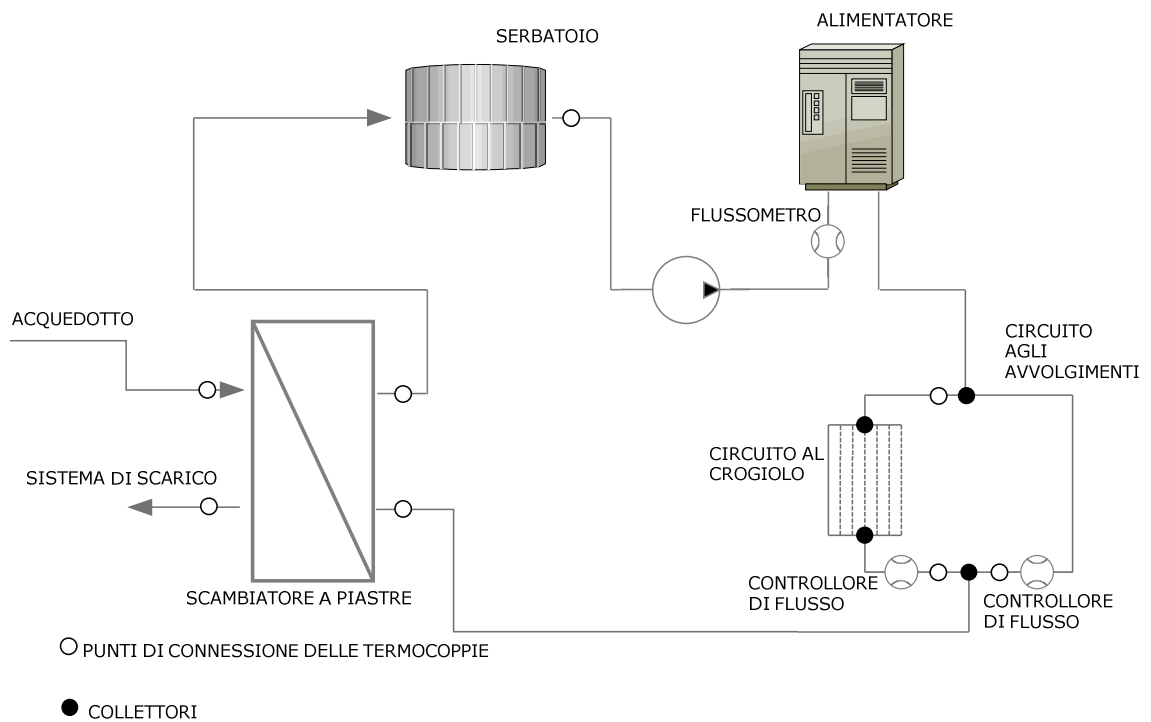 SERBATOIO
ALIMENTATORE
FLUSSOMETRO
ACQUEDOTTO
CIRCUITO
AGLI
AVVOLGIMENTI
CIRCUITO AL
CROGIOLO
SISTEMA DI SCARICO
SCAMBIATORE A PIASTRE
CONTROLLORE
DI FLUSSO
CONTROLLORE
DI FLUSSO
PUNTI DI CONNESSIONE DELLE TERMOCOPPIE
COLLETTORI